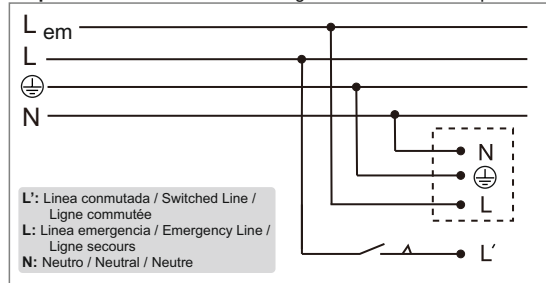 L em
L
N
N
L
L'
L': Linea conmutada / Switched Line /
Ligne commutée
L: Linea emergencia / Emergency Line /
Ligne secours
N: Neutro / Neutral / Neutre